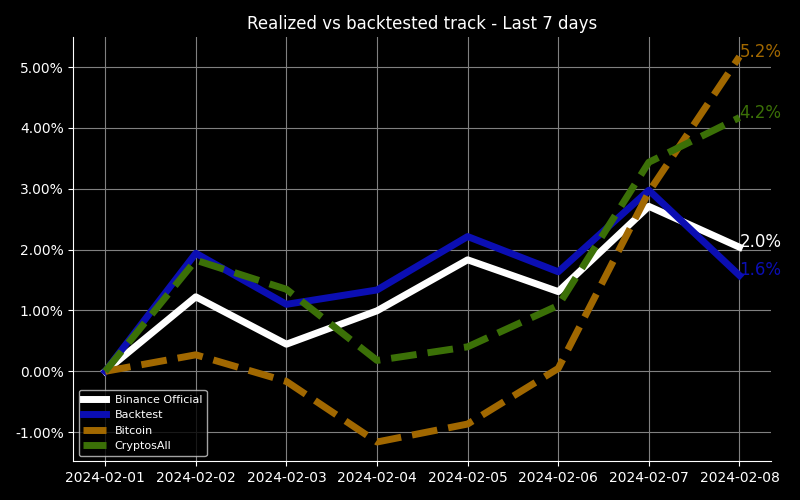 Realized vs backtested track - Last 7 days
5.00%
4.00%
3.00%
2.00%
1.00%
0.00%
-1.00%
5.2%
4.2%
2.0%
1.6%
Binance Official
Backtest
Bitcoin
CryptosAll
2024-02-01 2024-02-02 2024-02-03 2024-02-04 2024-02-05 2024-02-06 2024-02-07 2024-02-08